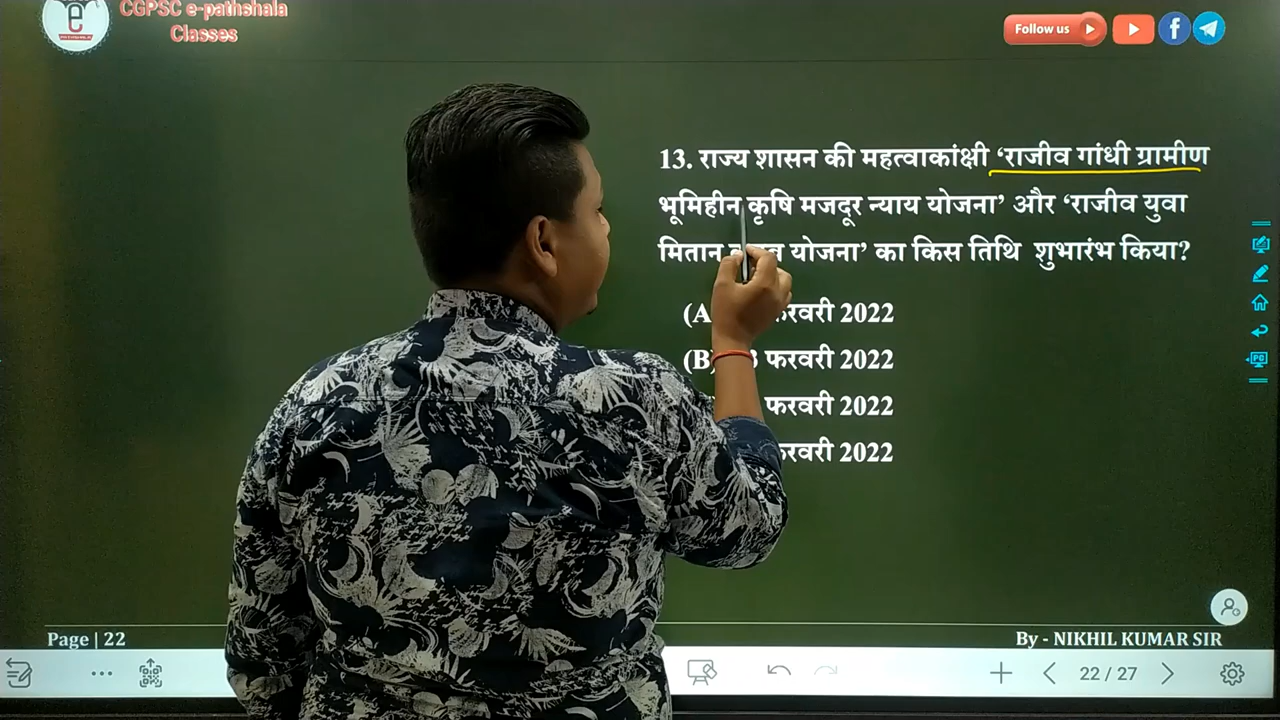 CGPSC e-pathshala
Classes
Follow us
13. राज्य शासन की महत्वाकांक्षी ‘राजीव गांधी ग्रामीण
भूमिहीन कृषि मजदूर न्याय योजना’ और ‘राजीव युवा
मितान योजना’ का किस तिथि शुभारंभ किया?
(A फरवरी 2022
(B) फरवरी 2022
फरवरी 2022
फरवरी 2022
Page | 22
By - NIKHIL KUMAR SIR
22 / 27